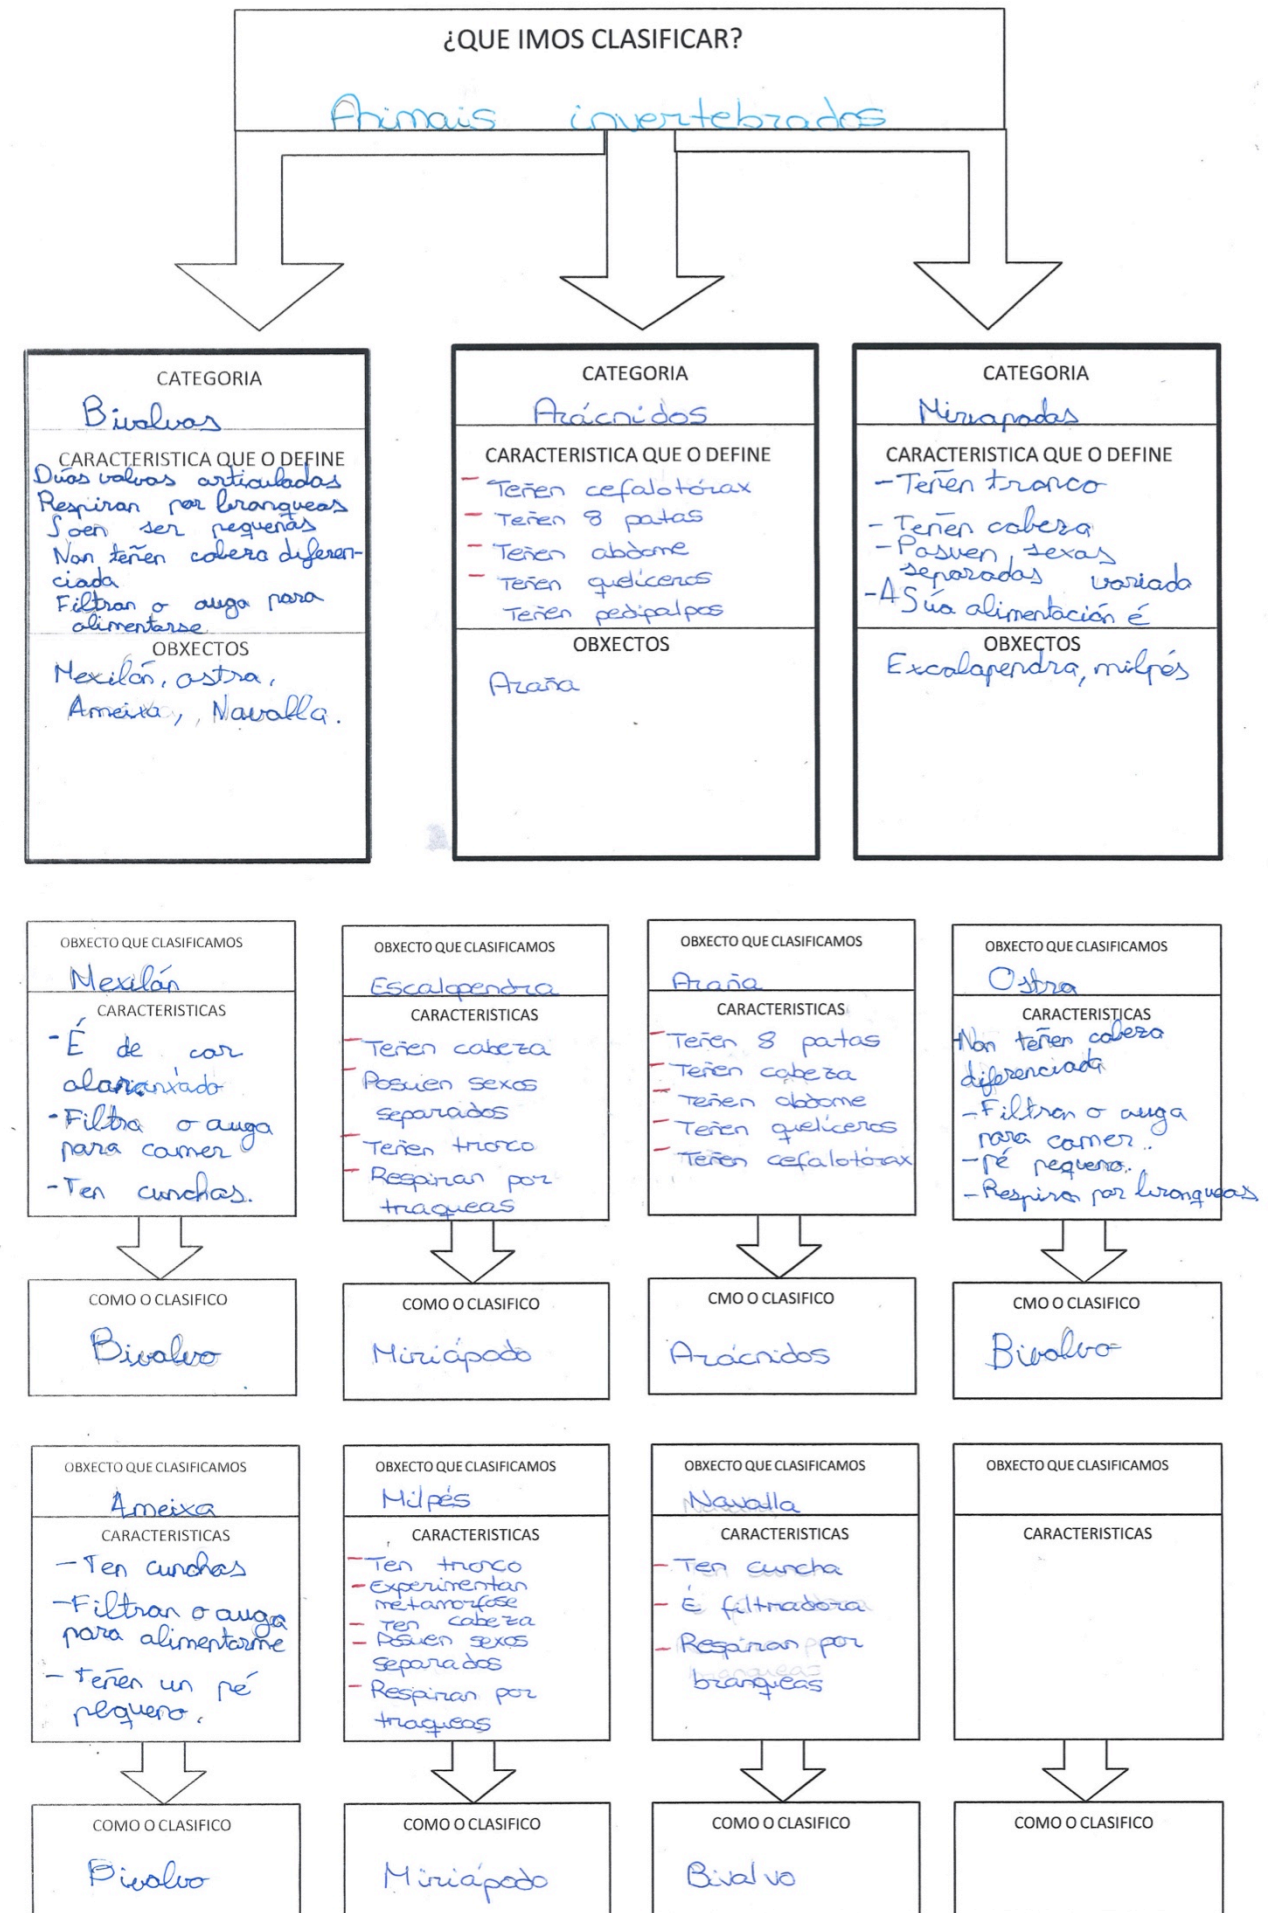 ¿QUE IMOS CLASIFICAR?
Animais invertebrados
CATEGORIA
Bivalvos
CARACTERISTICA QUE O DEFINE
Dúas valvas articuladas
Respiran por branqueas
Soen ser pequenas
Non teñen cabeza diferen-
ciada
Filtran o auga para
alimentarse
OBXECTOS
Mexilón, ostra,
Ameixa, , Navalla.
CATEGORIA
Arácnidos
CARACTERISTICA QUE O DEFINE
- Teñen cefalotórax
- Teñen 8 patas
- Teñen abdome
- Teñen quelíceros
Teñen pedipalpos
OBXECTOS
Araña
CATEGORIA
Miriapodos
CARACTERISTICA QUE O DEFINE
- Teñen tronco
- Teñen cabeza
- Posuen sexos
separados
variada
- A Súa alimentación é
OBXECTOS
Excolapendra, milpés
OBXECTO QUE CLASIFICAMOS
Mexilón
CARACTERISTICAS
- É de cor
alaranxado
- Filtra o auga
para comer
- Ten cunchas.
COMO O CLASIFICO
Bivalvo
OBXECTO QUE CLASIFICAMOS
Escalopendra
CARACTERISTICAS
- Teñen cabeza
- Posuen sexos
separados
- Teñen tronco
- Respiran por
traqueas
COMO O CLASIFICO
Miriápodo
OBXECTO QUE CLASIFICAMOS
Araña
CARACTERISTICAS
- Teñen 8 patas
- Teñen cabeza
- Teñen abdome
- Teñen quelíceros
- Teñen cefalotórax
CMO O CLASIFICO
Arácnidos
OBXECTO QUE CLASIFICAMOS
Ostra
CARACTERISTICAS
- Non teñen cabeza
diferenciada
- Filtran o auga
para comer..
- pé pequeno.
- Respiran por branqueas
CMO O CLASIFICO
Bivalvo
OBXECTO QUE CLASIFICAMOS
Ameixa
CARACTERISTICAS
- Ten cunchas
- Filtran o auga
para alimentarme
- Teñen un pé
pequeno.
COMO O CLASIFICO
Bivalvo
OBXECTO QUE CLASIFICAMOS
Milpés
CARACTERISTICAS
- Ten tronco
- Experimentan
metamorfose
- Ten cabeza
- Posuen sexos
separados
- Respiran por
traqueas
COMO O CLASIFICO
Miriápodo
OBXECTO QUE CLASIFICAMOS
Navalla
CARACTERISTICAS
- Ten cuncha
- É filtradora
- Respiran por
branqueas
COMO O CLASIFICO
Bivalvo
OBXECTO QUE CLASIFICAMOS
CARACTERISTICAS
COMO O CLASIFICO